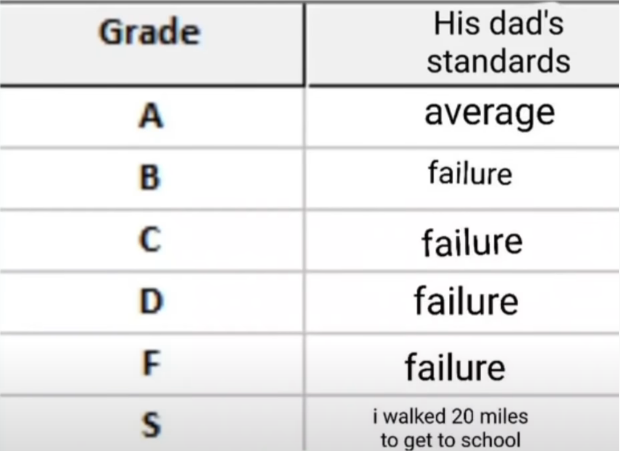 Grade
His dad's
standards
A
average
B
failure
C
failure
D
failure
F
failure
S
i walked 20 miles
to get to school